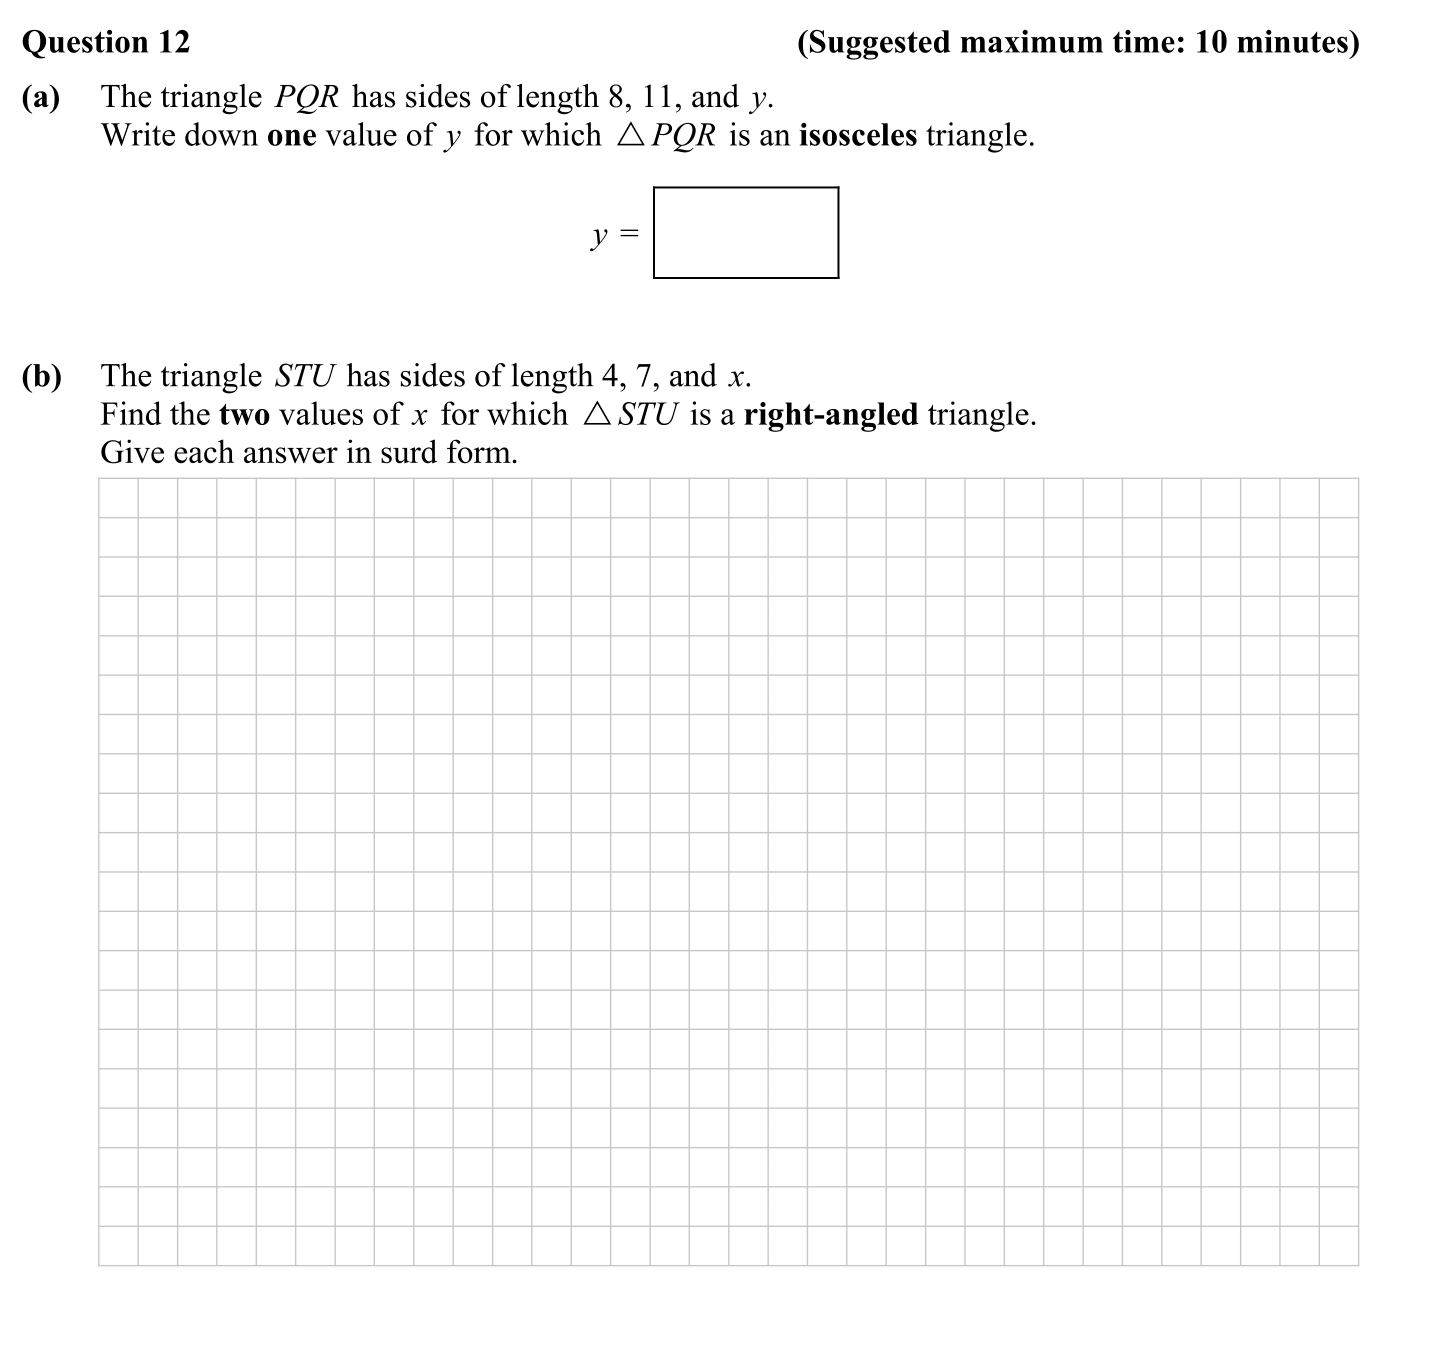 Question 12 (Suggested maximum time: 10 minutes)
(a) The triangle PQR has sides of length 8, 11, and y.
Write down one value of y for which △PQR is an isosceles triangle.
y =
(b) The triangle STU has sides of length 4, 7, and x.
Find the two values of x for which △STU is a right-angled triangle.
Give each answer in surd form.